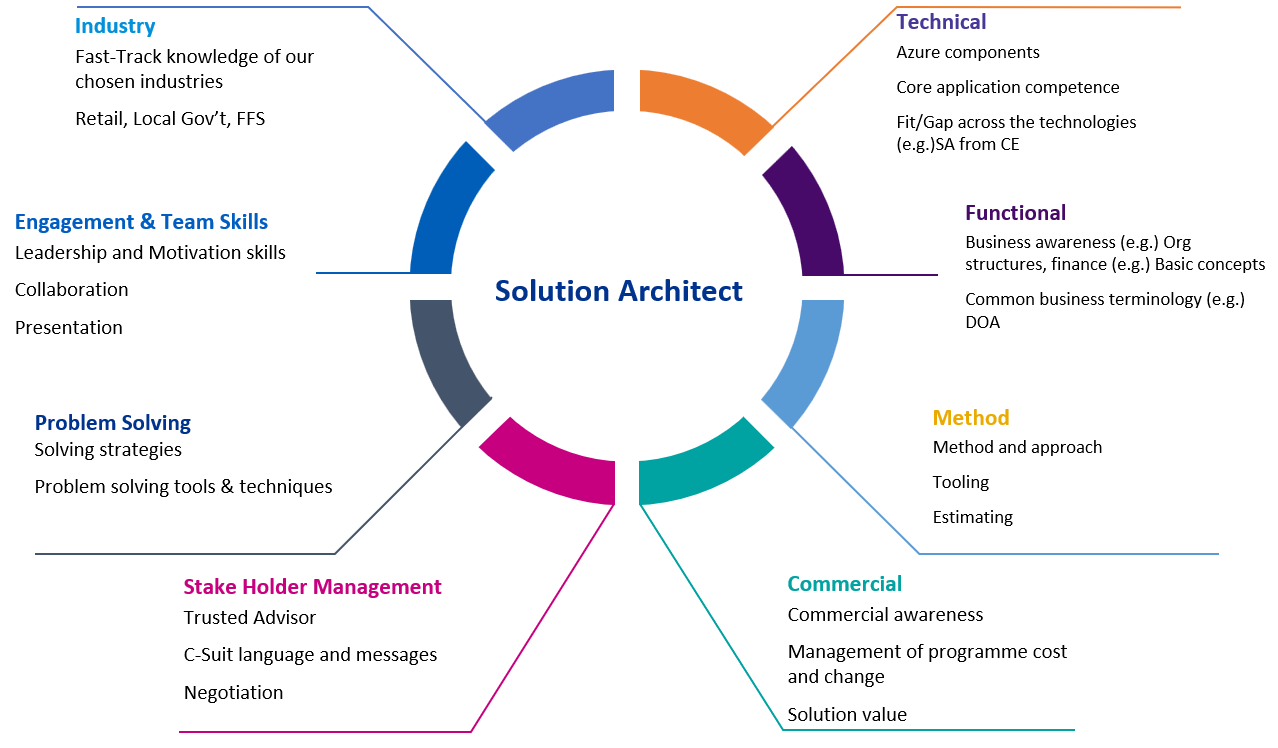 Industry
Fast-Track knowledge of our
chosen industries
Retail, Local Gov’t, FFS
Technical
Azure components
Core application competence
Fit/Gap across the technologies
(e.g.)SA from CE
Engagement & Team Skills
Leadership and Motivation skills
Collaboration
Presentation
Functional
Business awareness (e.g.) Org
structures, finance (e.g.) Basic concepts
Common business terminology (e.g.)
DOA
Solution Architect
Problem Solving
Solving strategies
Problem solving tools & techniques
Method
Method and approach
Tooling
Estimating
Stake Holder Management
Trusted Advisor
C-Suit language and messages
Negotiation
Commercial
Commercial awareness
Management of programme cost
and change
Solution value